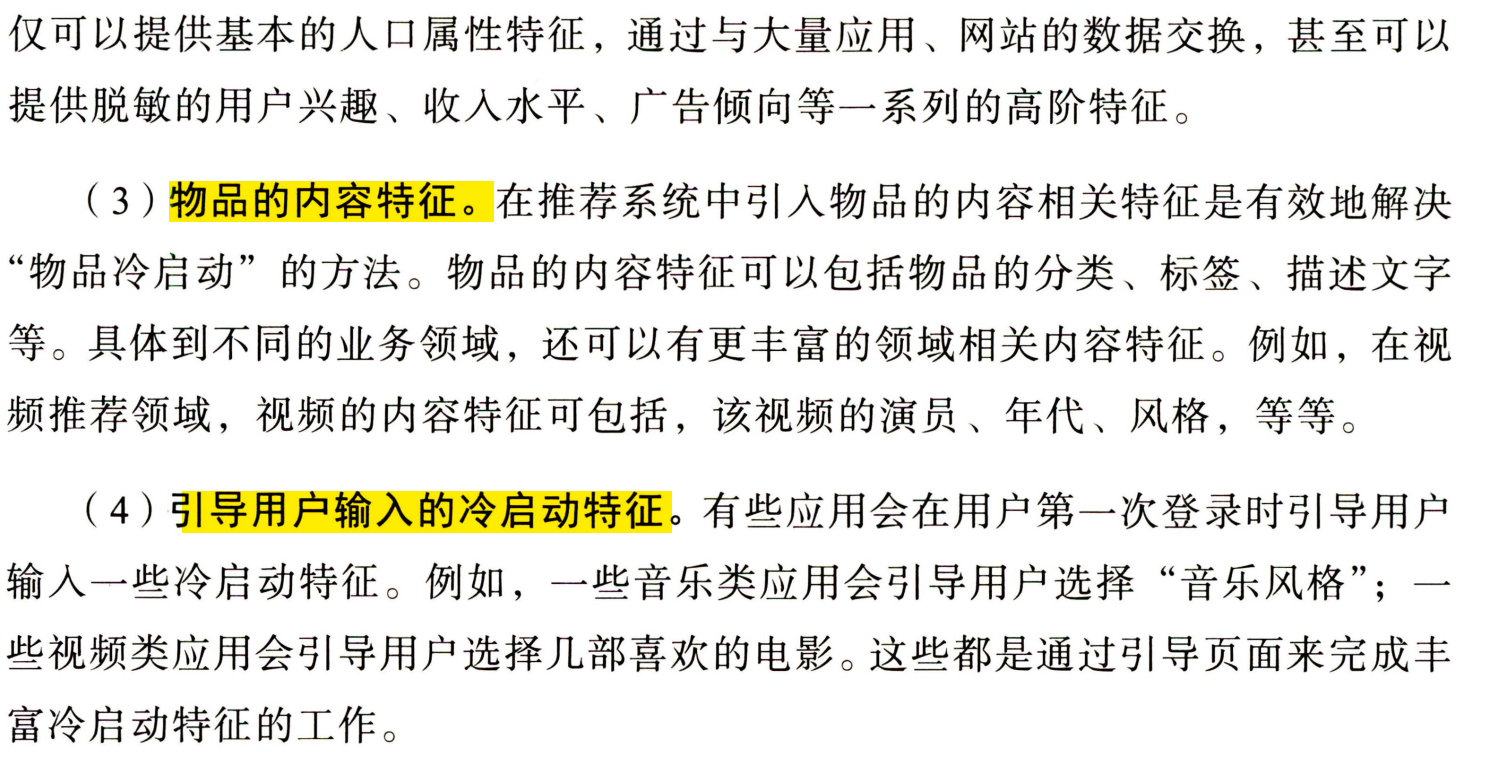 仅可以提供基本的人口属性特征，通过与大量应用、网站的数据交换，甚至可以
提供脱敏的用户兴趣、收入水平、广告倾向等一系列的高阶特征。
（3）物品的内容特征。在推荐系统中引入物品的内容相关特征是有效地解决
“物品冷启动”的方法。物品的内容特征可以包括物品的分类、标签、描述文字
等。具体到不同的业务领域，还可以有更丰富的领域相关内容特征。例如，在视
频推荐领域，视频的内容特征可包括，该视频的演员、年代、风格，等等。
（4）引导用户输入的冷启动特征。有些应用会在用户第一次登录时引导用户
输入一些冷启动特征。例如，一些音乐类应用会引导用户选择“音乐风格”；一
些视频类应用会引导用户选择几部喜欢的电影。这些都是通过引导页面来完成丰
富冷启动特征的工作。